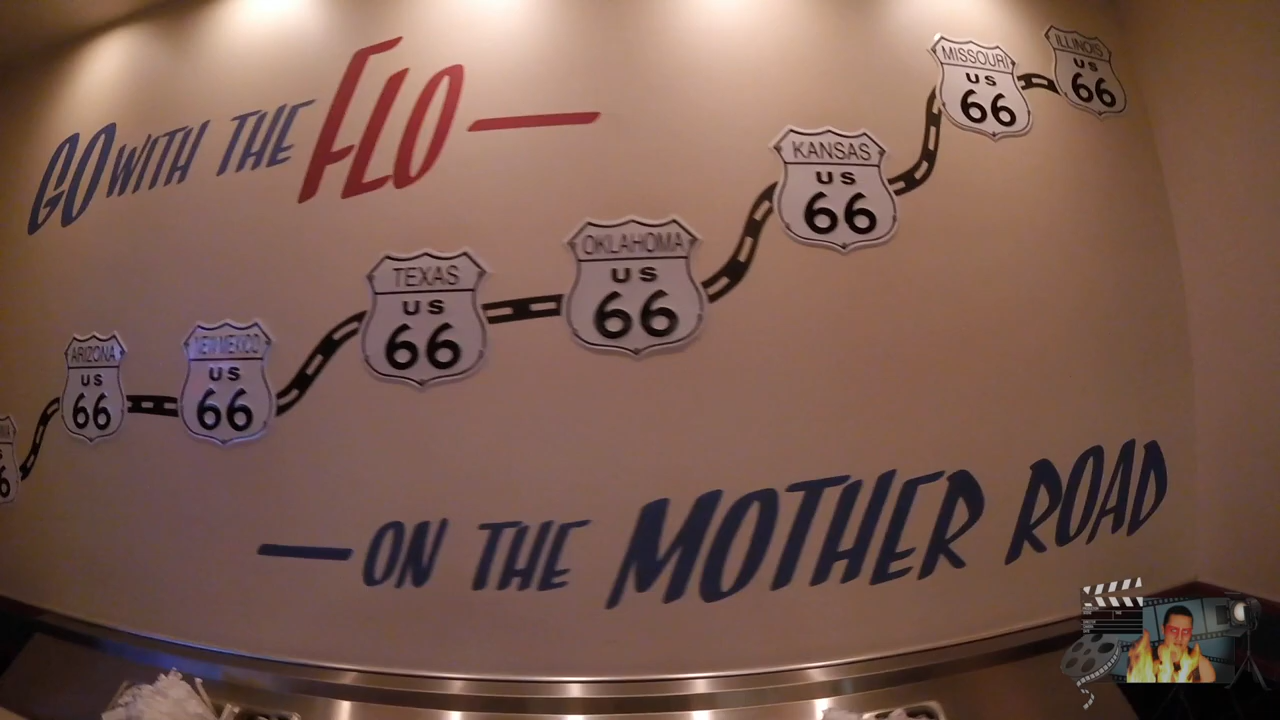 GO WITH THE FLO—
MISSOURI
US
66
ILLINOIS
US
66
KANSAS
US
66
OKLAHOMA
US
66
TEXAS
US
66
NEW MEXICO
US
66
ARIZONA
US
66
—ON THE MOTHER ROAD